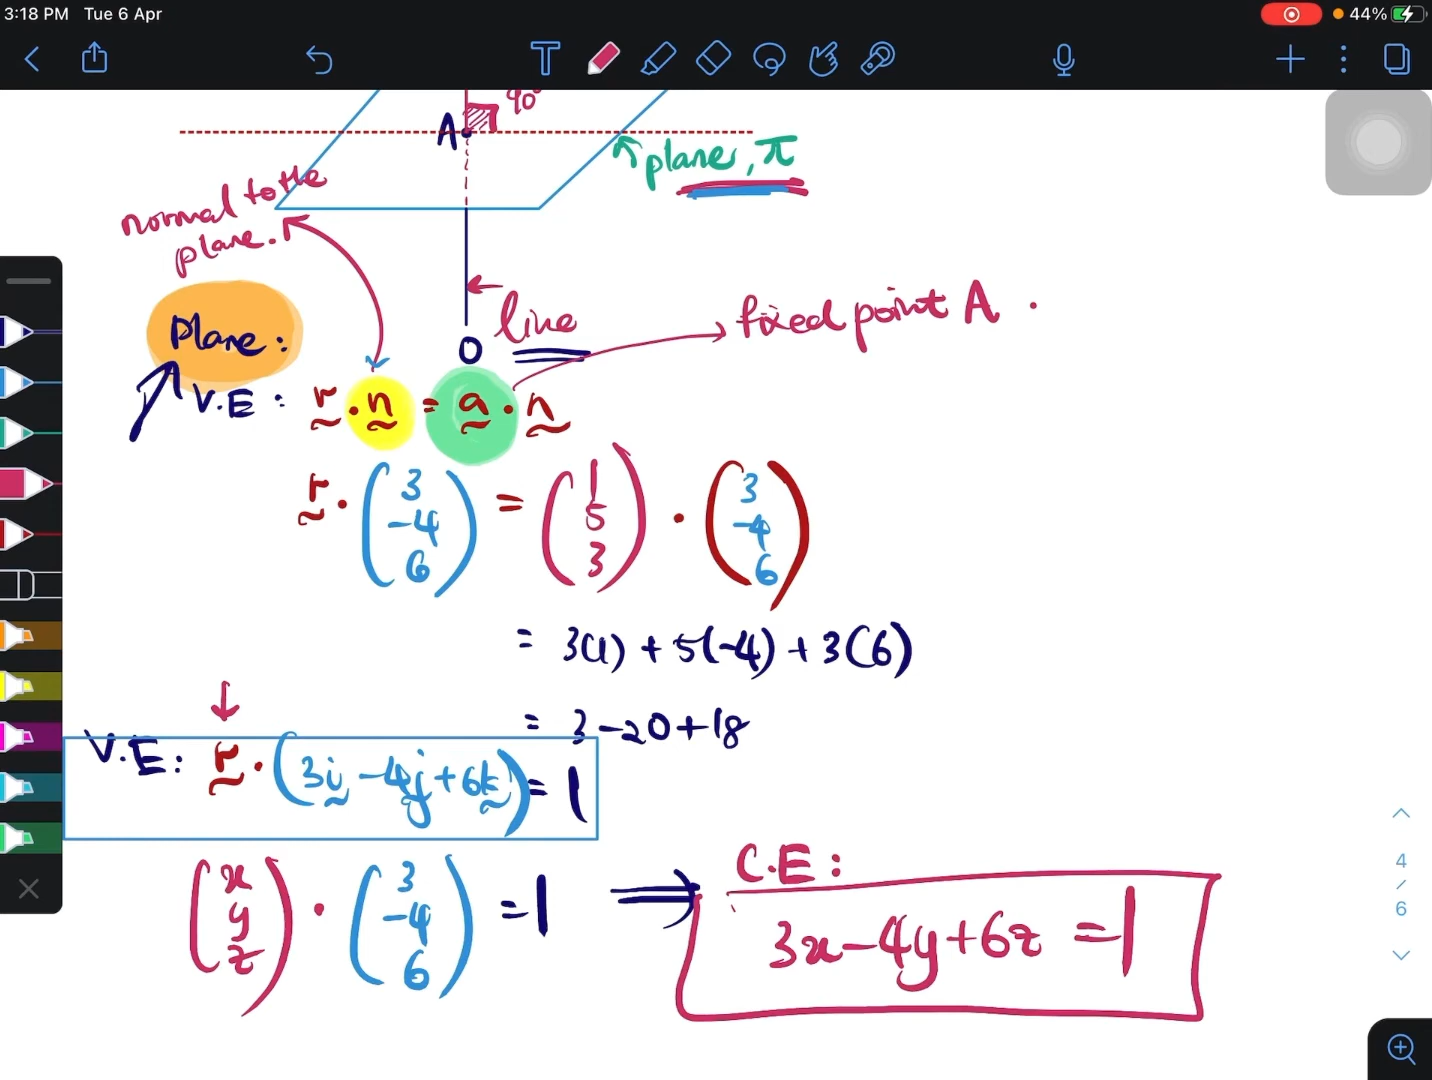 3:18 PM Tue 6 Apr
44%
90°
A
plane, π
normal to the
plane.
line
fixed point A.
Plane:
O
V.E: r · n = a · n
r · (3 -4 6) = (1 5 3) · (3 -4 6)
= 3(1) + 5(-4) + 3(6)
= 3 - 20 + 18
V.E: r · (3i - 4j + 6k) = 1
C.E:
(x y z) · (3 -4 6) = 1 ⟹ 3x - 4y + 6z = 1
4
/
6